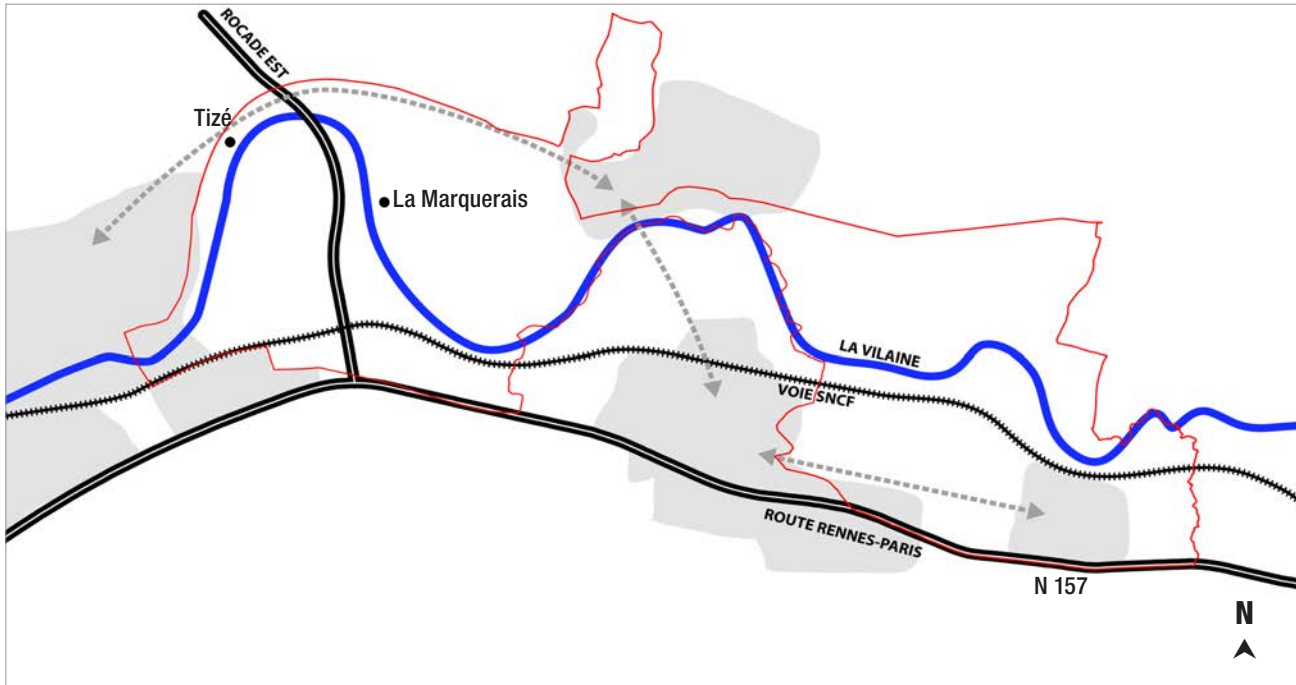 ROCADE EST
Tizé
La Marquerais
LA VILAINE
VOIE SNCF
ROUTE RENNES-PARIS
N 157
N